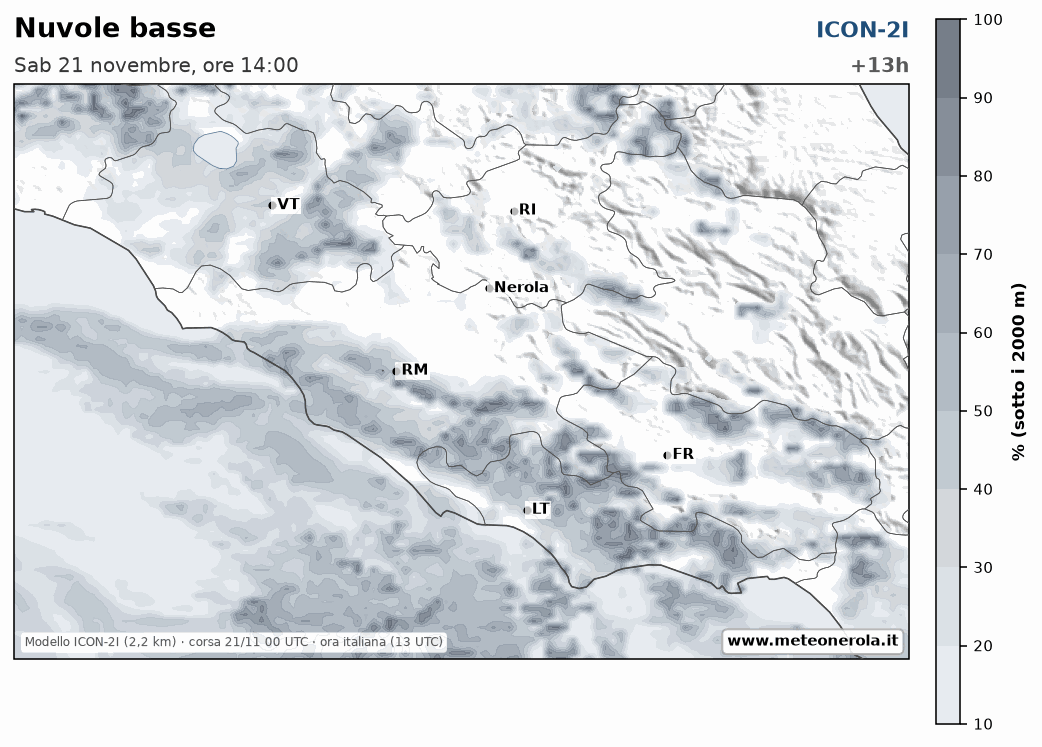 Nuvole basse
ICON-2I
Sab 21 novembre, ore 14:00
+13h
VT
RI
Nerola
RM
FR
LT
Modello ICON-2I (2,2 km) · corsa 21/11 00 UTC · ora italiana (13 UTC)
www.meteonerola.it
100
90
80
70
60
50
40
30
20
10
% (sotto i 2000 m)